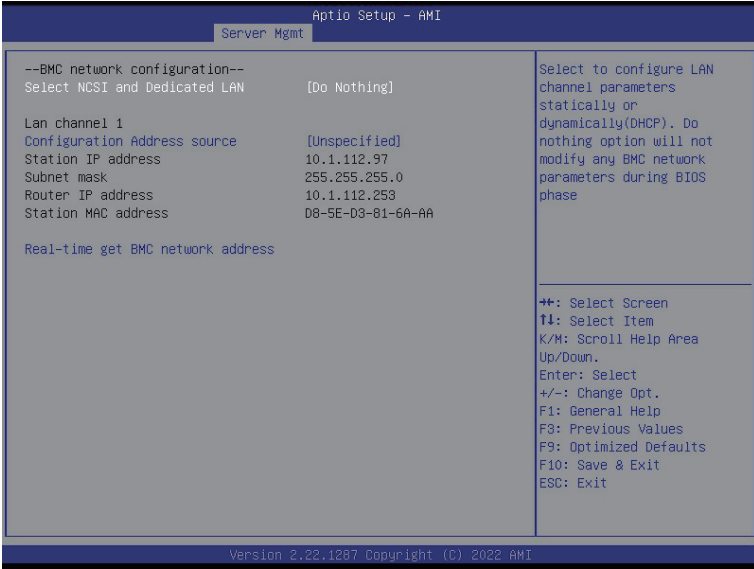 Aptio Setup - AMI
Server Mgmt
--BMC network configuration--
Select NCSI and Dedicated LAN [Do Nothing]
Lan channel 1
Configuration Address source [Unspecified]
Station IP address 10.1.112.97
Subnet mask 255.255.255.0
Router IP address 10.1.112.253
Station MAC address D8-5E-D3-81-6A-AA
Real-time get BMC network address
Select to configure LAN
channel parameters
statically or
dynamically(DHCP). Do
nothing option will not
modify any BMC network
parameters during BIOS
phase
→←: Select Screen
↑↓: Select Item
K/M: Scroll Help Area
Up/Down.
Enter: Select
+/-: Change Opt.
F1: General Help
F3: Previous Values
F9: Optimized Defaults
F10: Save & Exit
ESC: Exit
Version 2.22.1287 Copyright (C) 2022 AMI